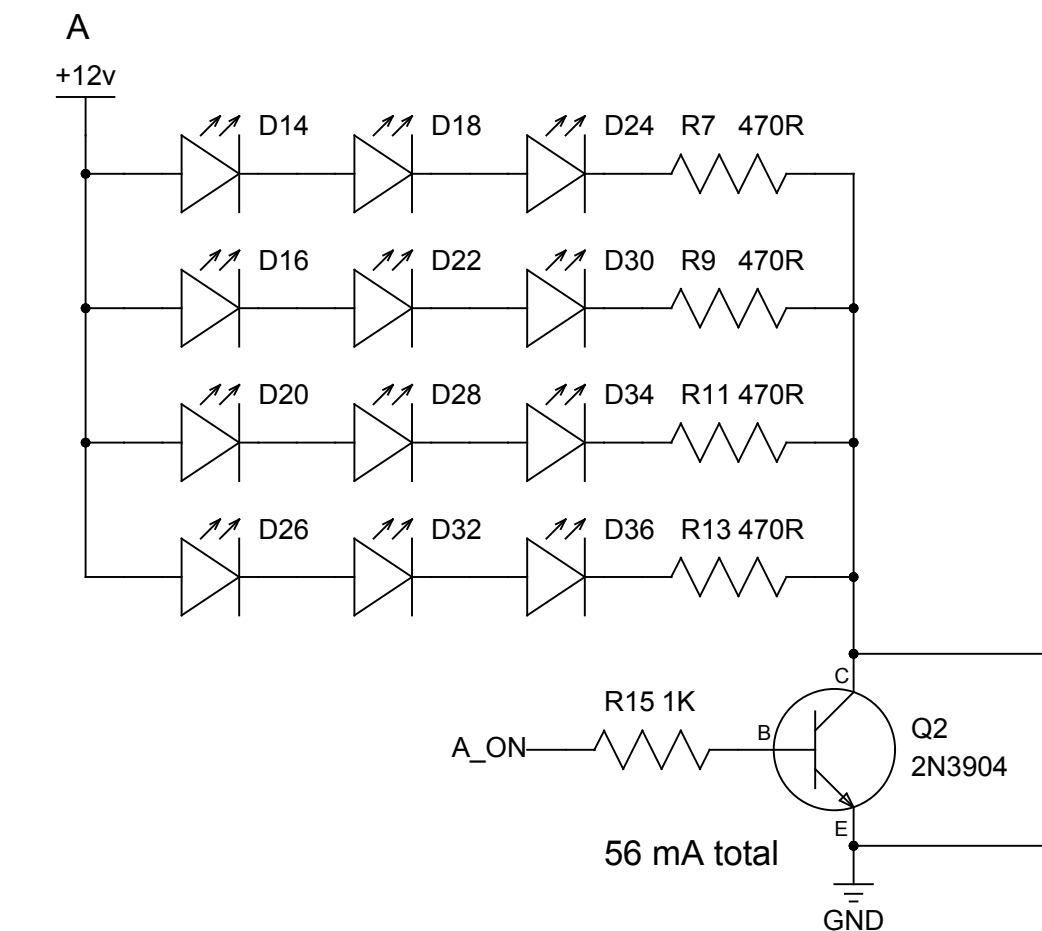 A
+12v
D14 D18 D24 R7 470R
D16 D22 D30 R9 470R
D20 D28 D34 R11 470R
D26 D32 D36 R13 470R
C
R15 1K
B
Q2
A_ON
2N3904
E
56 mA total
GND